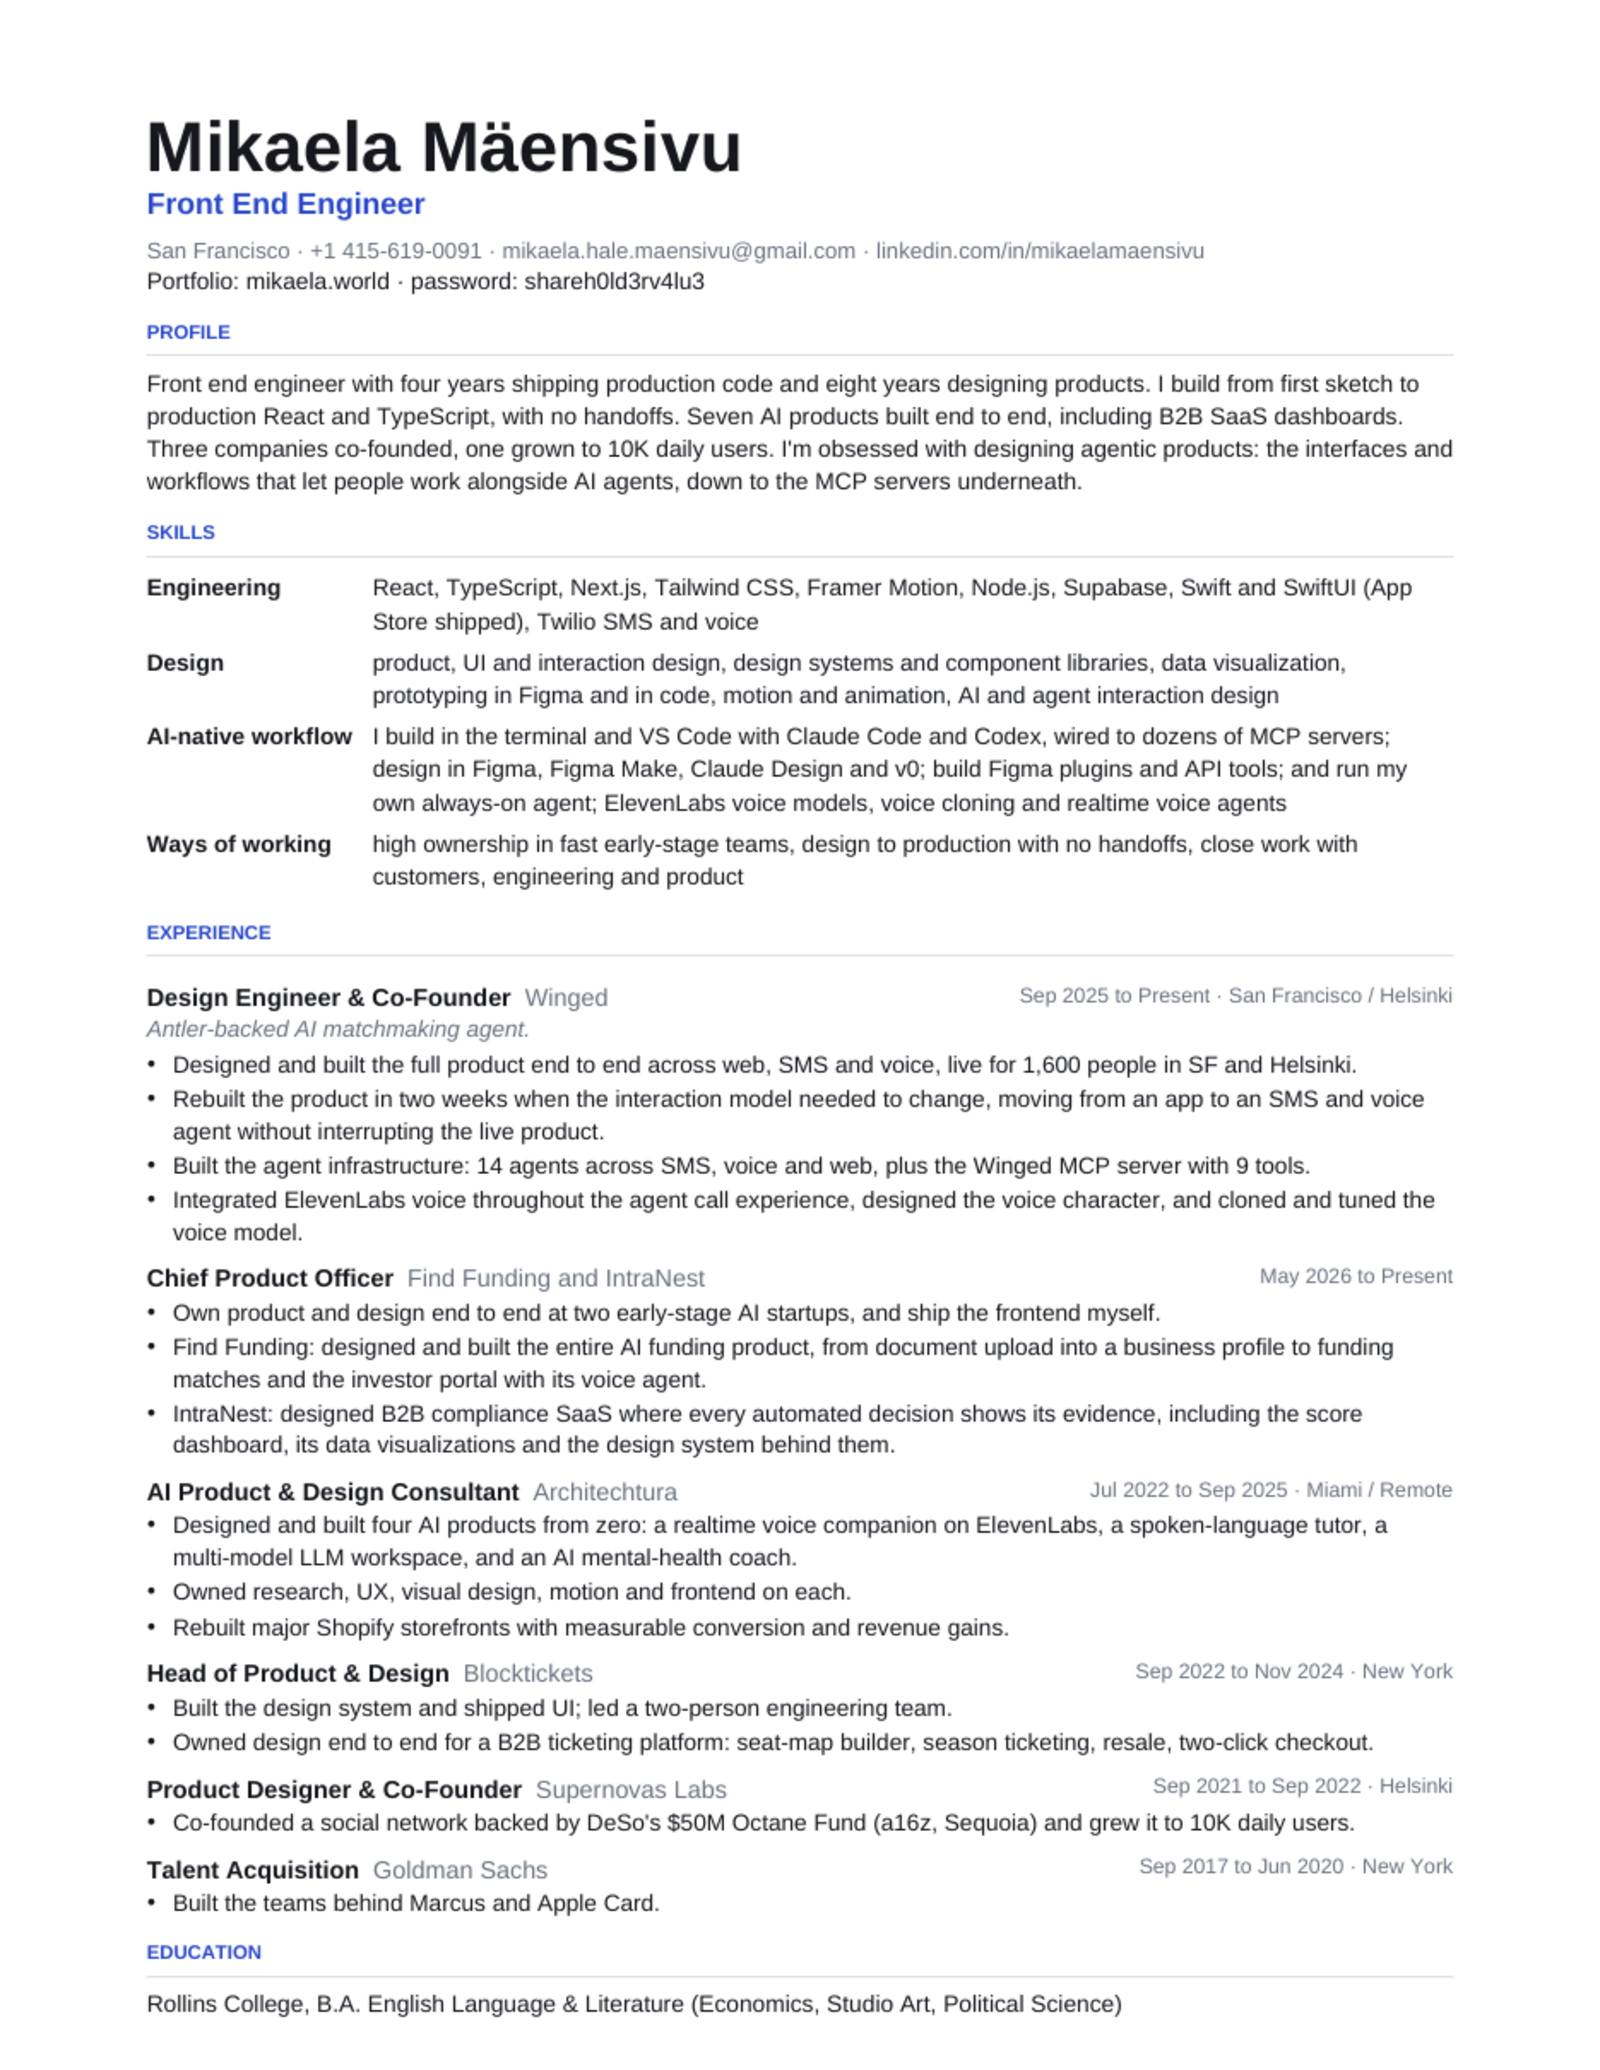 Mikaela Mäensivu
Front End Engineer
San Francisco · +1 415-619-0091 · mikaela.hale.maensivu@gmail.com · linkedin.com/in/mikaelamaensivu
Portfolio: mikaela.world · password: shareh0ld3rv4lu3
PROFILE
Front end engineer with four years shipping production code and eight years designing products. I build from first sketch to
production React and TypeScript, with no handoffs. Seven AI products built end to end, including B2B SaaS dashboards.
Three companies co-founded, one grown to 10K daily users. I'm obsessed with designing agentic products: the interfaces and
workflows that let people work alongside AI agents, down to the MCP servers underneath.
SKILLS
Engineering React, TypeScript, Next.js, Tailwind CSS, Framer Motion, Node.js, Supabase, Swift and SwiftUI (App
Store shipped), Twilio SMS and voice
Design product, UI and interaction design, design systems and component libraries, data visualization,
prototyping in Figma and in code, motion and animation, AI and agent interaction design
AI-native workflow I build in the terminal and VS Code with Claude Code and Codex, wired to dozens of MCP servers;
design in Figma, Figma Make, Claude Design and v0; build Figma plugins and API tools; and run my
own always-on agent; ElevenLabs voice models, voice cloning and realtime voice agents
Ways of working high ownership in fast early-stage teams, design to production with no handoffs, close work with
customers, engineering and product
EXPERIENCE
Design Engineer & Co-Founder Winged Sep 2025 to Present · San Francisco / Helsinki
Antler-backed AI matchmaking agent.
• Designed and built the full product end to end across web, SMS and voice, live for 1,600 people in SF and Helsinki.
• Rebuilt the product in two weeks when the interaction model needed to change, moving from an app to an SMS and voice
agent without interrupting the live product.
• Built the agent infrastructure: 14 agents across SMS, voice and web, plus the Winged MCP server with 9 tools.
• Integrated ElevenLabs voice throughout the agent call experience, designed the voice character, and cloned and tuned the
voice model.
Chief Product Officer Find Funding and IntraNest May 2026 to Present
• Own product and design end to end at two early-stage AI startups, and ship the frontend myself.
• Find Funding: designed and built the entire AI funding product, from document upload into a business profile to funding
matches and the investor portal with its voice agent.
• IntraNest: designed B2B compliance SaaS where every automated decision shows its evidence, including the score
dashboard, its data visualizations and the design system behind them.
AI Product & Design Consultant Architechtura Jul 2022 to Sep 2025 · Miami / Remote
• Designed and built four AI products from zero: a realtime voice companion on ElevenLabs, a spoken-language tutor, a
multi-model LLM workspace, and an AI mental-health coach.
• Owned research, UX, visual design, motion and frontend on each.
• Rebuilt major Shopify storefronts with measurable conversion and revenue gains.
Head of Product & Design Blocktickets Sep 2022 to Nov 2024 · New York
• Built the design system and shipped UI; led a two-person engineering team.
• Owned design end to end for a B2B ticketing platform: seat-map builder, season ticketing, resale, two-click checkout.
Product Designer & Co-Founder Supernovas Labs Sep 2021 to Sep 2022 · Helsinki
• Co-founded a social network backed by DeSo's $50M Octane Fund (a16z, Sequoia) and grew it to 10K daily users.
Talent Acquisition Goldman Sachs Sep 2017 to Jun 2020 · New York
• Built the teams behind Marcus and Apple Card.
EDUCATION
Rollins College, B.A. English Language & Literature (Economics, Studio Art, Political Science)